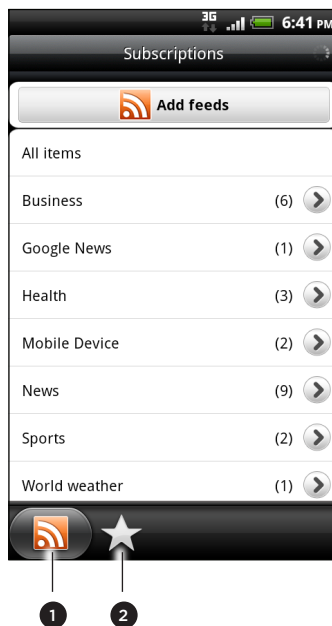 3G 6:41 PM
Subscriptions
Add feeds
All items
Business (6)
Google News (1)
Health (3)
Mobile Device (2)
News (9)
Sports (2)
World weather (1)
1 2